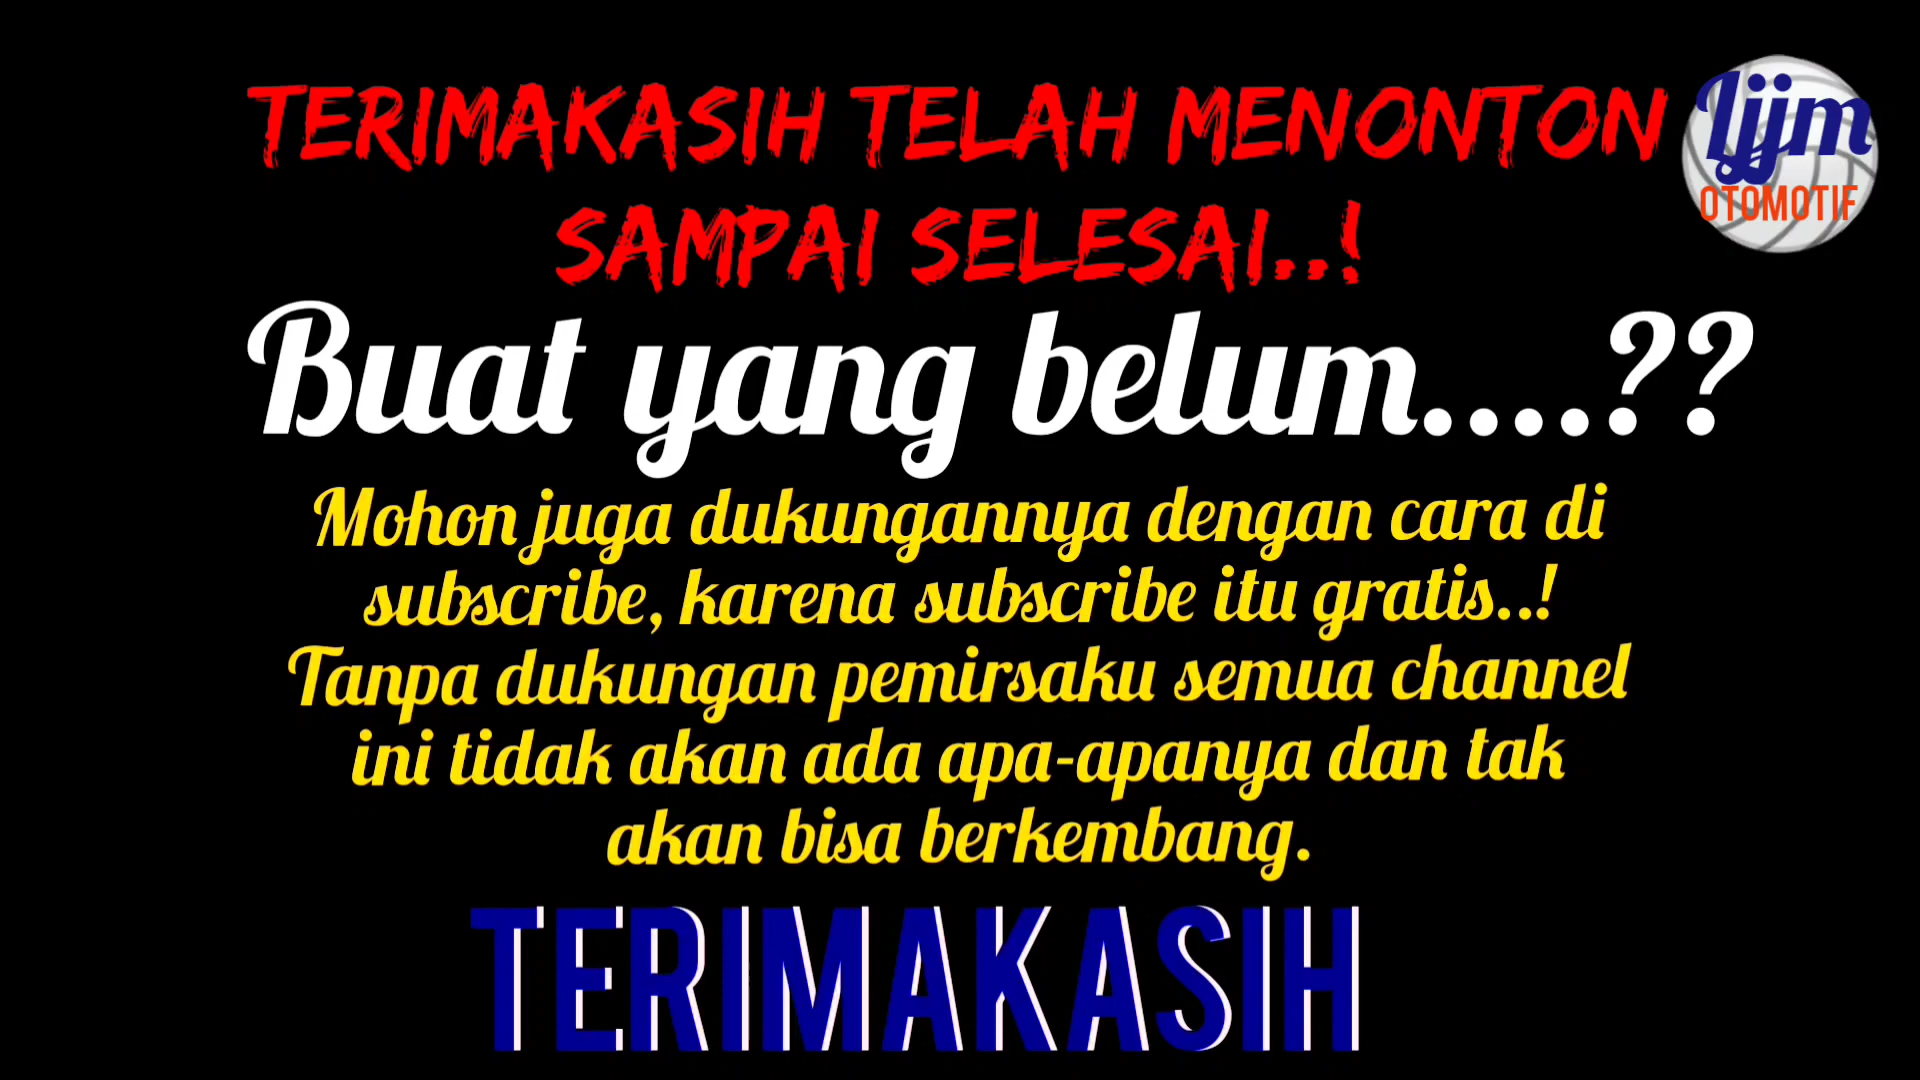 TERIMAKASIH TELAH MENONTON
SAMPAI SELESAI..!
Ijjm
OTOMOTIF
Buat yang belum....??
Mohon juga dukungannya dengan cara di
subscribe, karena subscribe itu gratis..!
Tanpa dukungan pemirsaku semua channel
ini tidak akan ada apa-apanya dan tak
akan bisa berkembang.
TERIMAKASIH